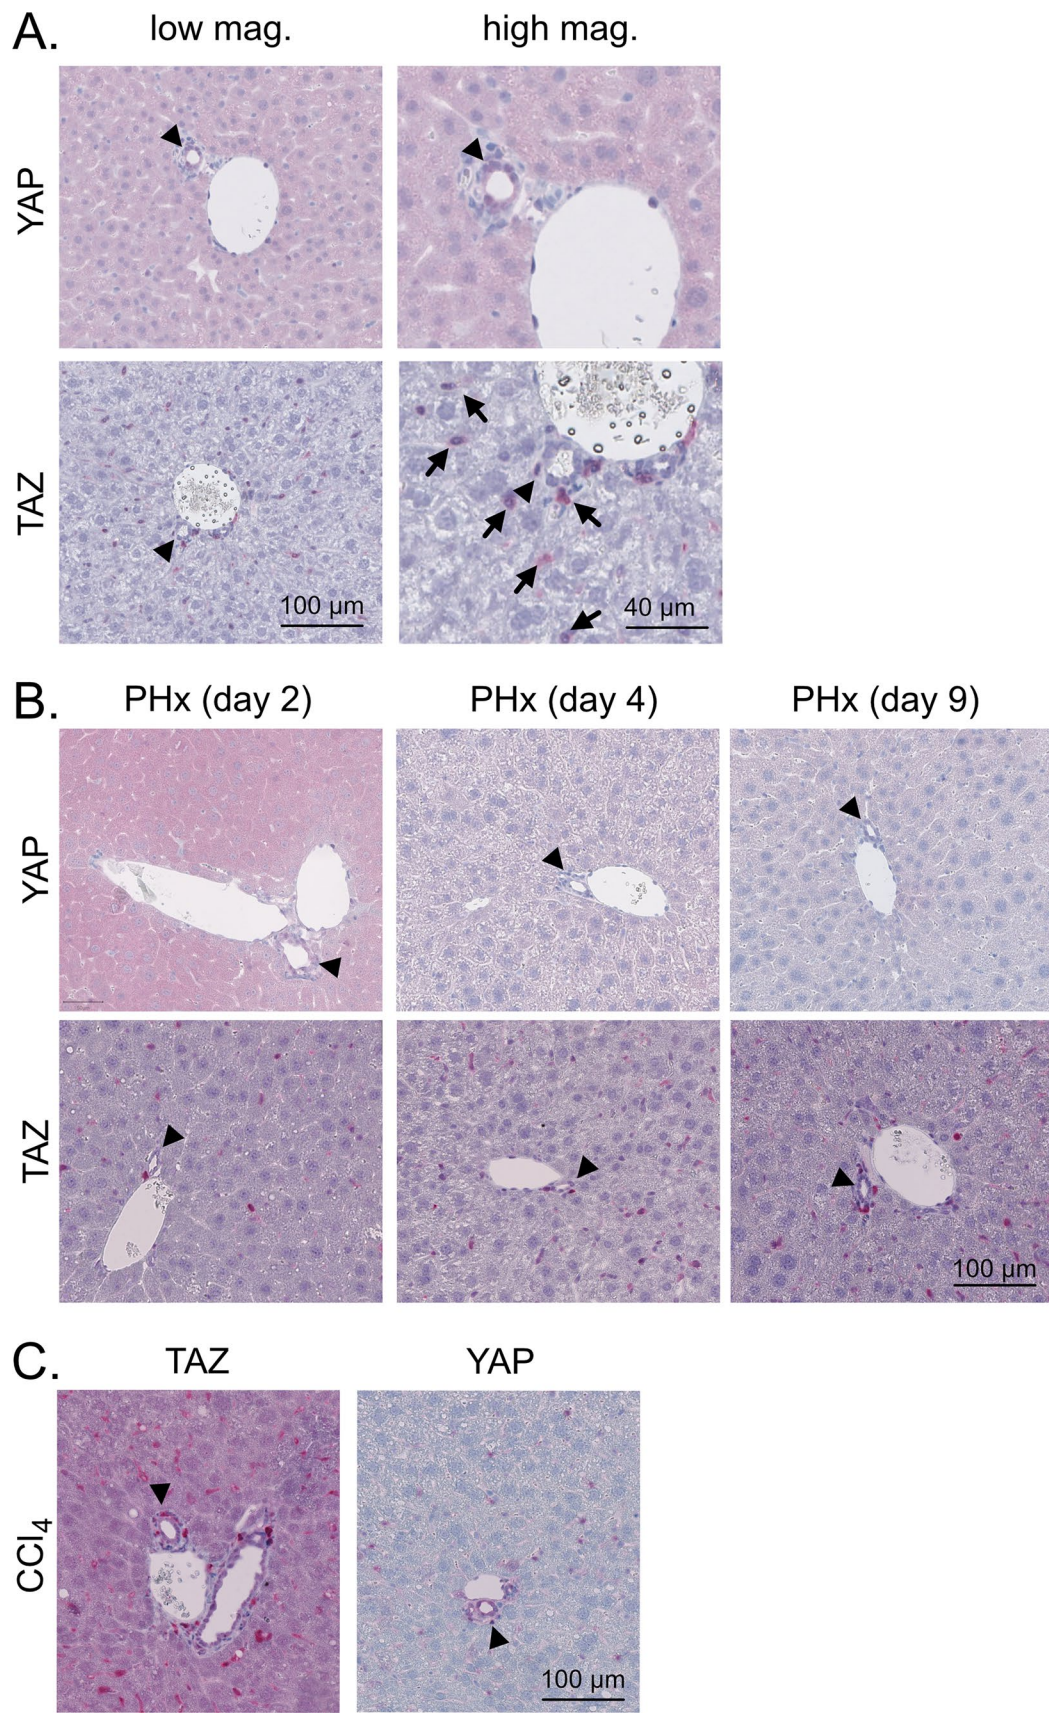 A.
low mag.
high mag.
YAP
TAZ
100 µm
40 µm
B.
PHx (day 2)
PHx (day 4)
PHx (day 9)
YAP
TAZ
100 µm
C.
TAZ
YAP
CCl4
100 µm